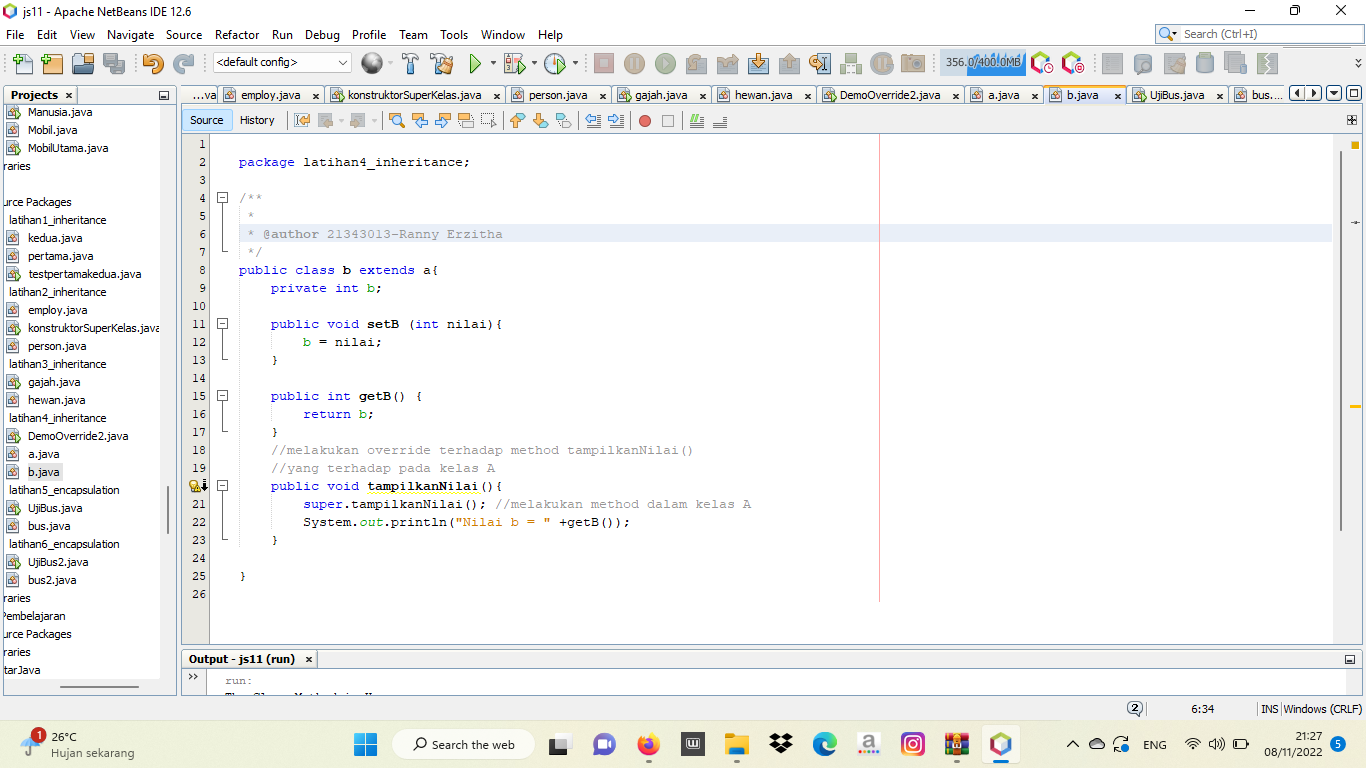 js11 - Apache NetBeans IDE 12.6
File Edit View Navigate Source Refactor Run Debug Profile Team Tools Window Help
Search (Ctrl+I)
<default config>
356.0/400.0MB
Projects
...va employ.java konstruktorSuperKelas.java person.java gajah.java hewan.java DemoOverride2.java a.java b.java UjiBus.java bus....
Source History
Manusia.java
Mobil.java
MobilUtama.java
raries
urce Packages
latihan1_inheritance
kedua.java
pertama.java
testpertamakedua.java
latihan2_inheritance
employ.java
konstruktorSuperKelas.java
person.java
latihan3_inheritance
gajah.java
hewan.java
latihan4_inheritance
DemoOverride2.java
a.java
b.java
latihan5_encapsulation
UjiBus.java
bus.java
latihan6_encapsulation
UjiBus2.java
bus2.java
raries
Pembelajaran
urce Packages
raries
tarJava
1
2 package latihan4_inheritance;
3
4 /**
5 *
6 * @author 21343013-Ranny Erzitha
7 */
8 public class b extends a{
9 private int b;
10
11 public void setB (int nilai){
12 b = nilai;
13 }
14
15 public int getB() {
16 return b;
17 }
18 //melakukan override terhadap method tampilkanNilai()
19 //yang terhadap pada kelas A
public void tampilkanNilai(){
21 super.tampilkanNilai(); //melakukan method dalam kelas A
22 System.out.println("Nilai b = " +getB());
23 }
24
25 }
26
Output - js11 (run)
run:
2 6:34 INS Windows (CRLF)
1 26°C
Hujan sekarang
Search the web
ENG
21:27
08/11/2022
5